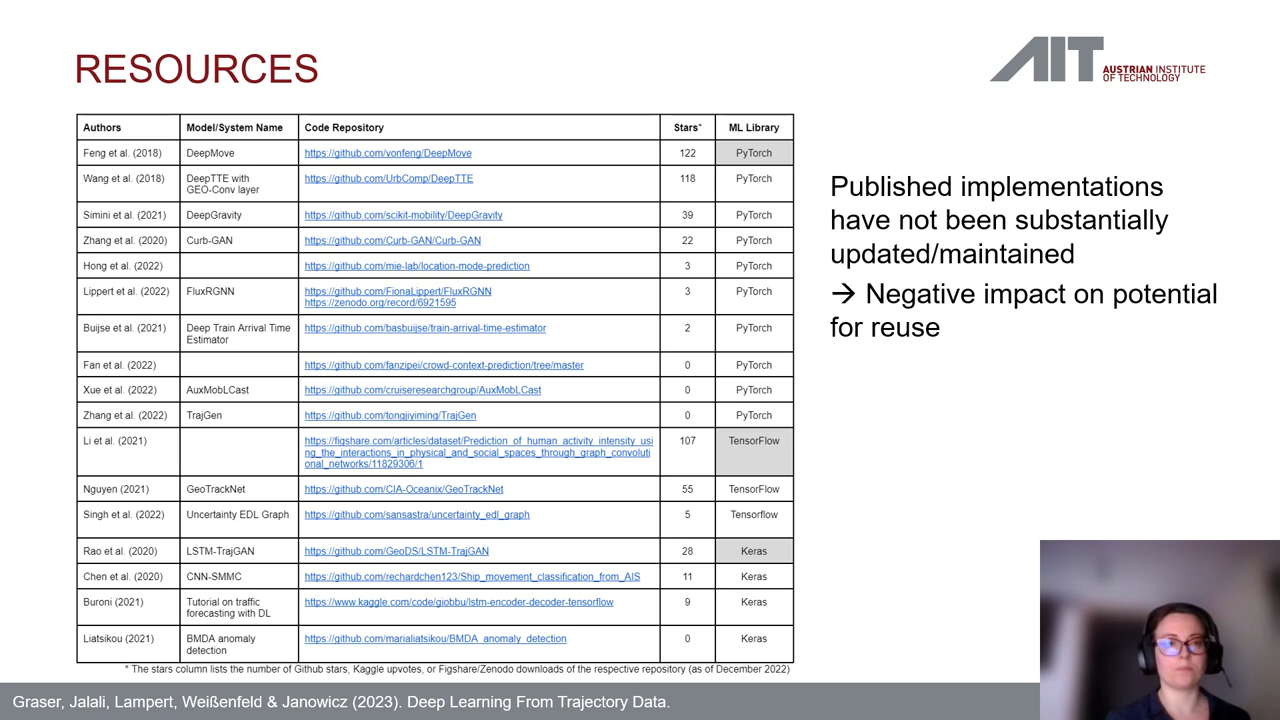 RESOURCES
AIT AUSTRIAN INSTITUTE
OF TECHNOLOGY
Authors Model/System Name Code Repository Stars* ML Library
Feng et al. (2018) DeepMove https://github.com/vonfeng/DeepMove 122 PyTorch
Wang et al. (2018) DeepTTE with https://github.com/UrbComp/DeepTTE 118 PyTorch
GEO-Conv layer
Simini et al. (2021) DeepGravity https://github.com/scikit-mobility/DeepGravity 39 PyTorch
Zhang et al. (2020) Curb-GAN https://github.com/Curb-GAN/Curb-GAN 22 PyTorch
Hong et al. (2022) https://github.com/mie-lab/location-mode-prediction 3 PyTorch
Lippert et al. (2022) FluxRGNN https://github.com/FionaLippert/FluxRGNN 3 PyTorch
https://zenodo.org/record/6921595
Buijse et al. (2021) Deep Train Arrival Time https://github.com/basbuijse/train-arrival-time-estimator 2 PyTorch
Estimator
Fan et al. (2022) https://github.com/fanzipei/crowd-context-prediction/tree/master 0 PyTorch
Xue et al. (2022) AuxMobLCast https://github.com/cruiseresearchgroup/AuxMobLCast 0 PyTorch
Zhang et al. (2022) TrajGen https://github.com/tongjiyiming/TrajGen 0 PyTorch
Li et al. (2021) https://figshare.com/articles/dataset/Prediction_of_human_activity_intensity_usi 107 TensorFlow
ng_the_interactions_in_physical_and_social_spaces_through_graph_convoluti
onal_networks/11829306/1
Nguyen (2021) GeoTrackNet https://github.com/CIA-Oceanix/GeoTrackNet 55 TensorFlow
Singh et al. (2022) Uncertainty EDL Graph https://github.com/sansastra/uncertainty_edl_graph 5 Tensorflow
Rao et al. (2020) LSTM-TrajGAN https://github.com/GeoDS/LSTM-TrajGAN 28 Keras
Chen et al. (2020) CNN-SMMC https://github.com/rechardchen123/Ship_movement_classification_from_AIS 11 Keras
Buroni (2021) Tutorial on traffic https://www.kaggle.com/code/giobbu/lstm-encoder-decoder-tensorflow 9 Keras
forecasting with DL
Liatsikou (2021) BMDA anomaly https://github.com/marialiatsikou/BMDA_anomaly_detection 0 Keras
detection
* The stars column lists the number of Github stars, Kaggle upvotes, or Figshare/Zenodo downloads of the respective repository (as of December 2022)
Published implementations
have not been substantially
updated/maintained
→ Negative impact on potential
for reuse
Graser, Jalali, Lampert, Weißenfeld & Janowicz (2023). Deep Learning From Trajectory Data.